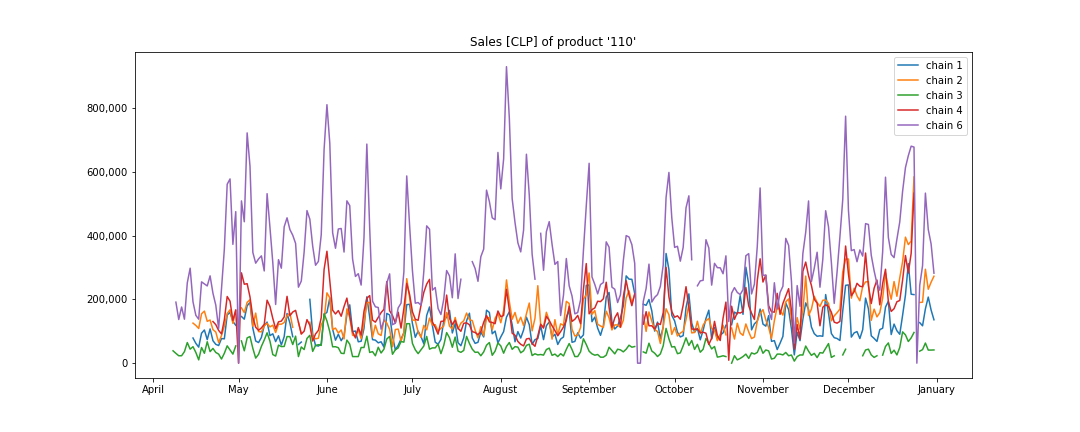 Sales [CLP] of product '110'
chain 1
chain 2
chain 3
chain 4
chain 6
800,000
600,000
400,000
200,000
0
April May June July August September October November December January